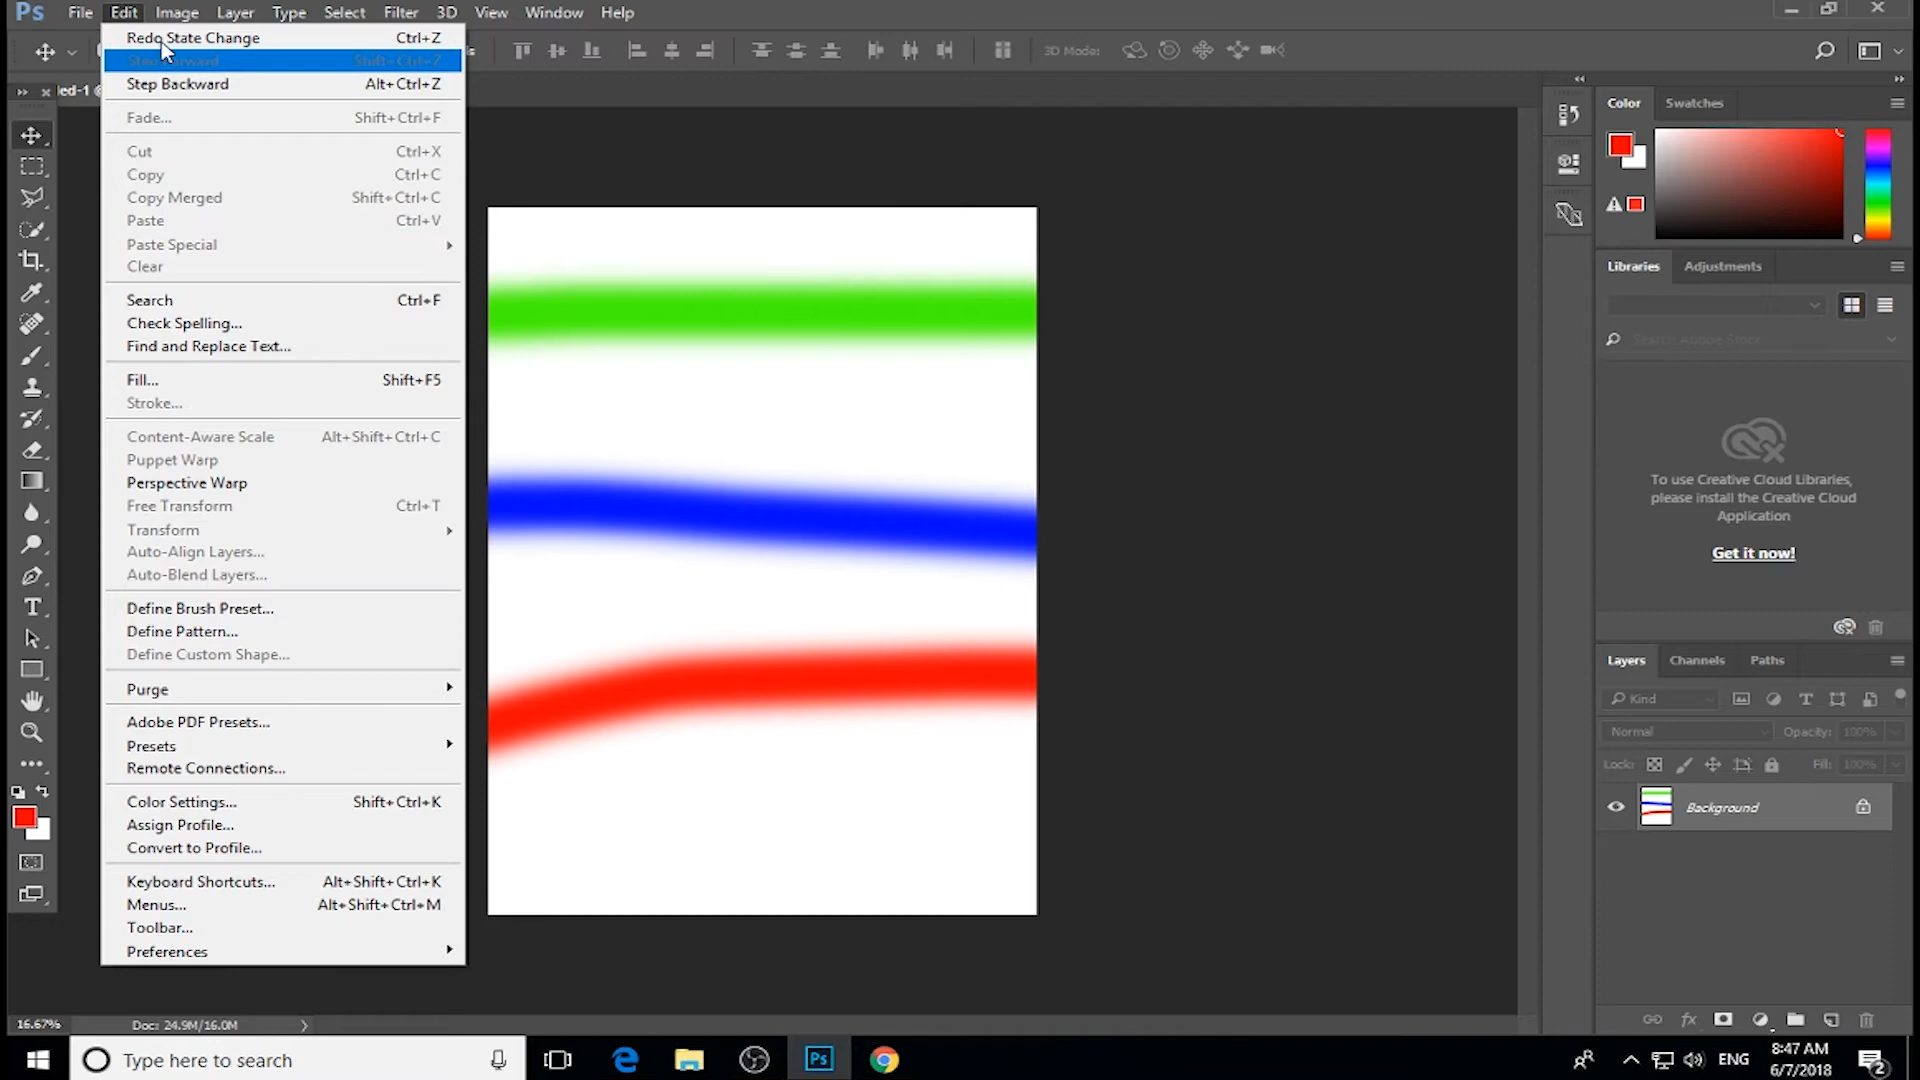 Ps File Edit Image Layer Type Select Filter 3D View Window Help
Redo State Change Ctrl+Z
Step Forward Shift+Ctrl+Z
Step Backward Alt+Ctrl+Z
3D Mode:
ed-1 @
Fade... Shift+Ctrl+F
Cut Ctrl+X
Copy Ctrl+C
Copy Merged Shift+Ctrl+C
Paste Ctrl+V
Paste Special
Clear
Search Ctrl+F
Check Spelling...
Find and Replace Text...
Fill... Shift+F5
Stroke...
Content-Aware Scale Alt+Shift+Ctrl+C
Puppet Warp
Perspective Warp
Free Transform Ctrl+T
Transform
Auto-Align Layers...
Auto-Blend Layers...
Define Brush Preset...
Define Pattern...
Define Custom Shape...
Purge
Adobe PDF Presets...
Presets
Remote Connections...
Color Settings... Shift+Ctrl+K
Assign Profile...
Convert to Profile...
Keyboard Shortcuts... Alt+Shift+Ctrl+K
Menus... Alt+Shift+Ctrl+M
Toolbar...
Preferences
Color Swatches
Libraries Adjustments
Search Adobe Stock
To use Creative Cloud Libraries,
please install the Creative Cloud
Application
Get it now!
Layers Channels Paths
Kind
Normal Opacity: 100%
Lock: Fill: 100%
Background
fx
16.67% Doc: 24.9M/16.0M
Type here to search
Ps
ENG
8:47 AM
6/7/2018
2